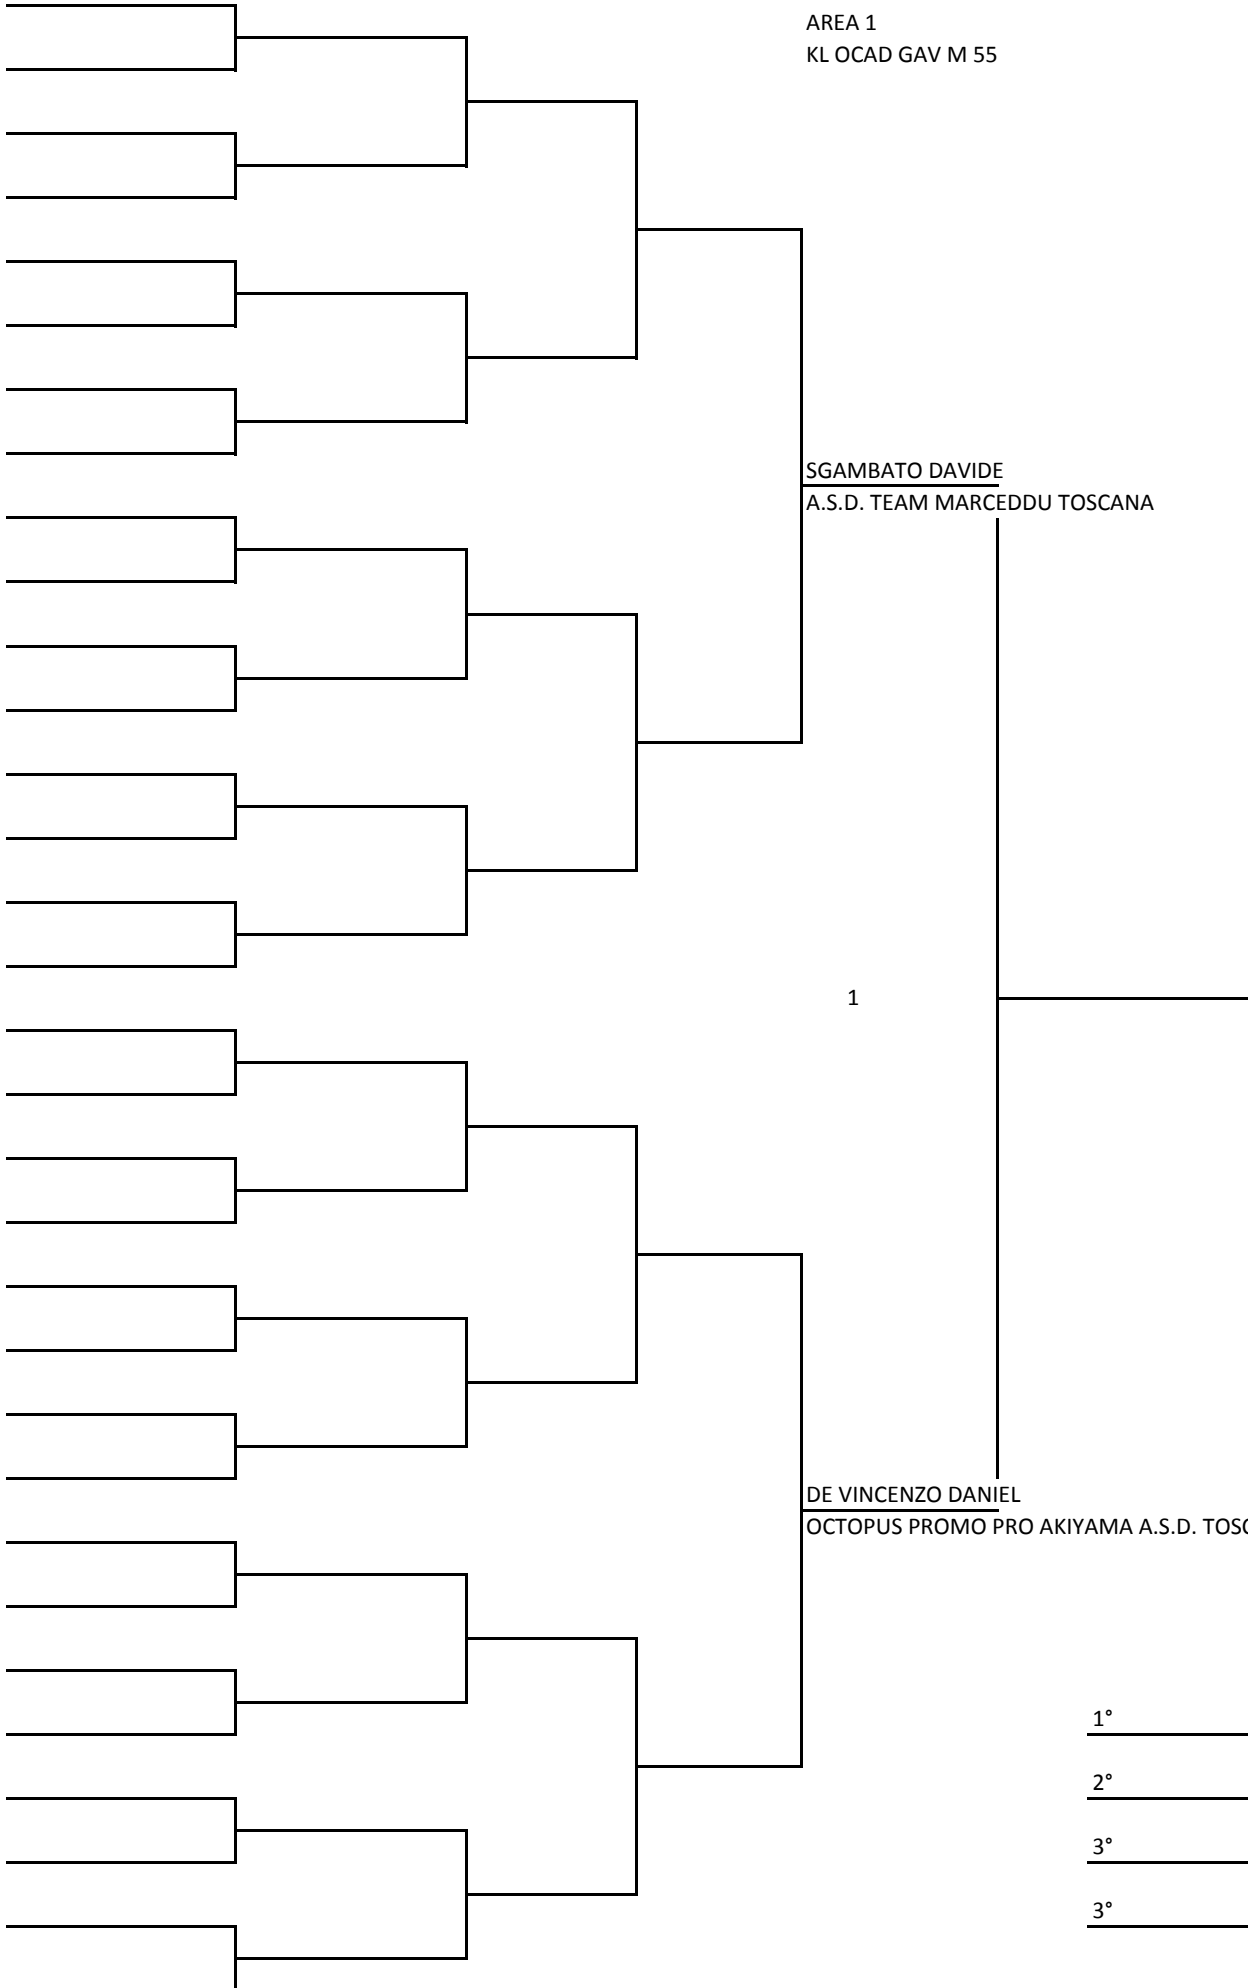 AREA 1
KL OCAD GAV M 55
SGAMBATO DAVIDE
A.S.D. TEAM MARCEDDU TOSCANA
1
DE VINCENZO DANIEL
OCTOPUS PROMO PRO AKIYAMA A.S.D.
1°
2°
3°
3°